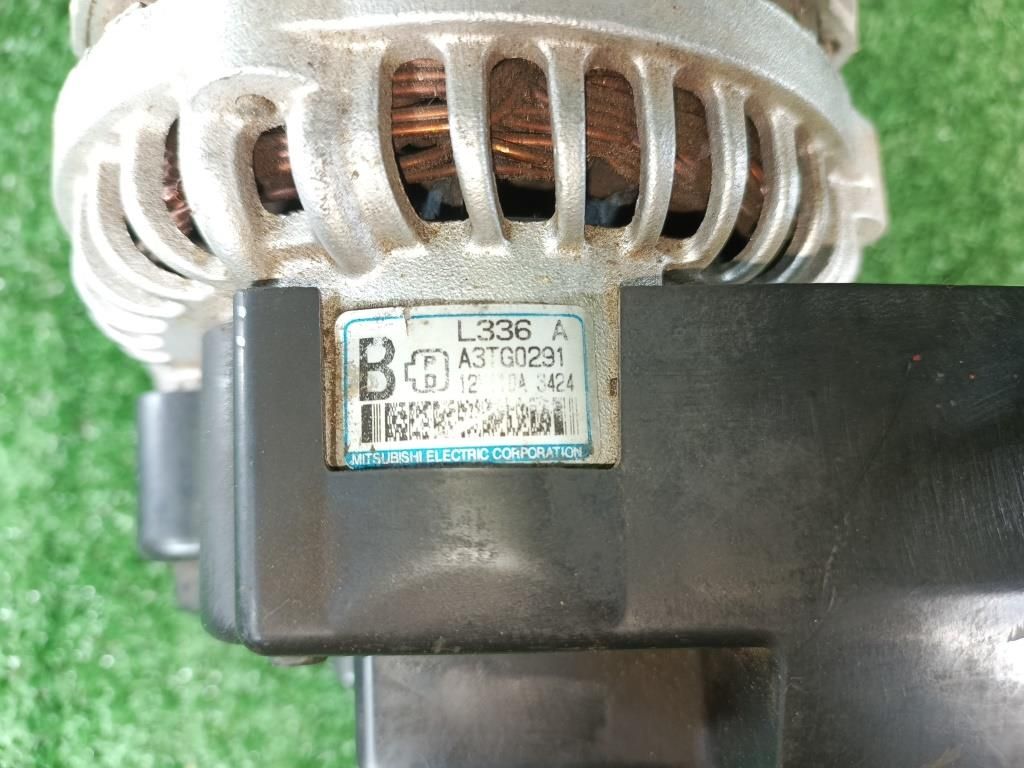 L336 A
B
A3TG0291
3424
MITSUBISHI ELECTRIC CORPORATION